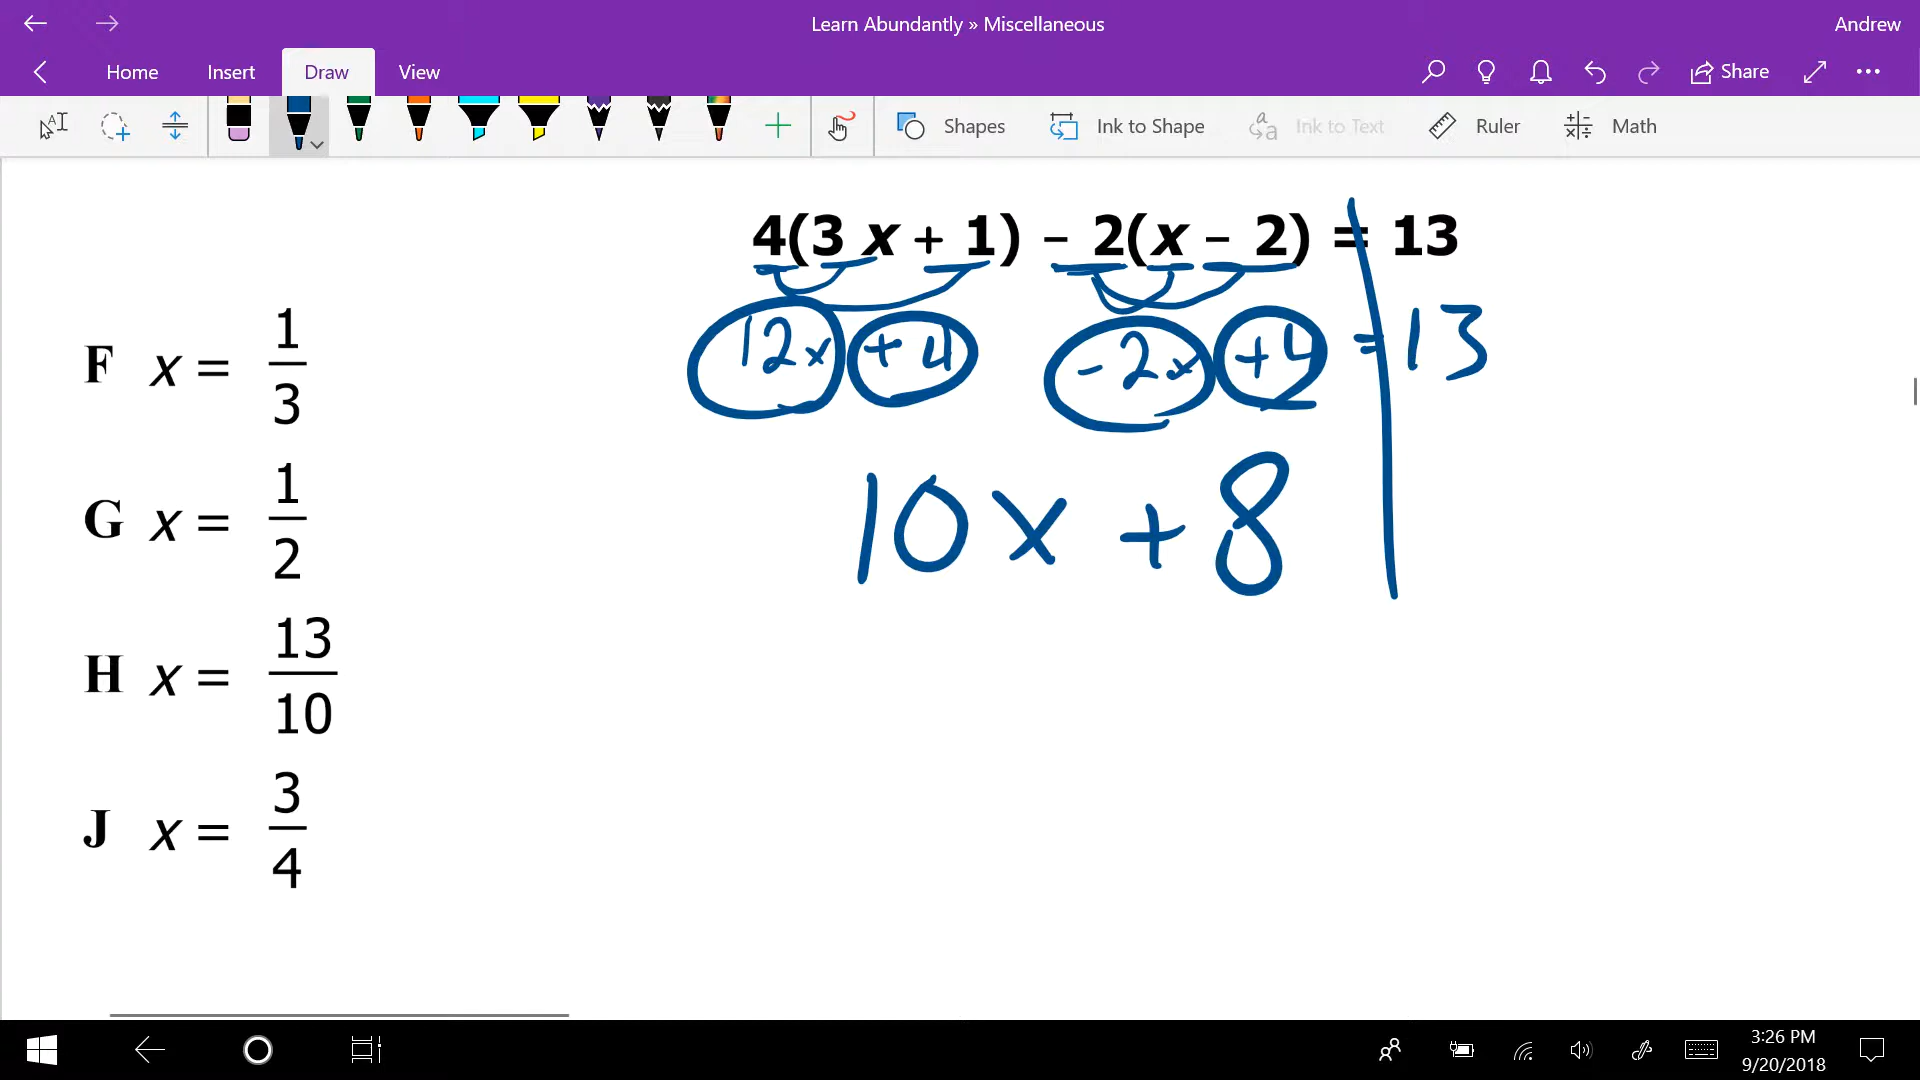 Learn Abundantly » Miscellaneous
Andrew
Home Insert Draw View
Share
Shapes Ink to Shape Ink to Text Ruler Math
4(3 x + 1) – 2(x – 2) = 13
12x +4 -2x +4 = 13
10x + 8
F x = 1/3
G x = 1/2
H x = 13/10
J x = 3/4
3:26 PM
9/20/2018